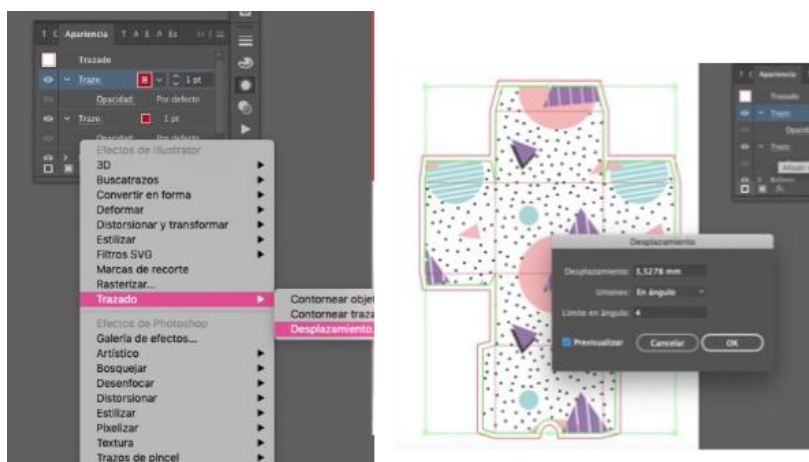 Apariencia
Trazado
Trazo: 1 pt
Opacidad: Por defecto
Trazo: 1 pt
Opacidad: Por defecto
Efectos de Illustrator
3D
Buscatrazos
Convertir en forma
Deformar
Distorsionar y transformar
Estilizar
Filtros SVG
Marcas de recorte
Rasterizar...
Trazado
Contornear obje
Contornear traza
Desplazamiento.
Efectos de Photoshop
Galería de efectos...
Artístico
Bosquejar
Desenfocar
Distorsionar
Estilizar
Pixelizar
Textura
Trazos de pincel
Apariencia
Trazado
Trazo:
Trazo:
Desplazamiento
Desplazamiento: 3,5278 mm
Uniones: En ángulo
Límite en ángulo: 4
Previsualizar Cancelar OK